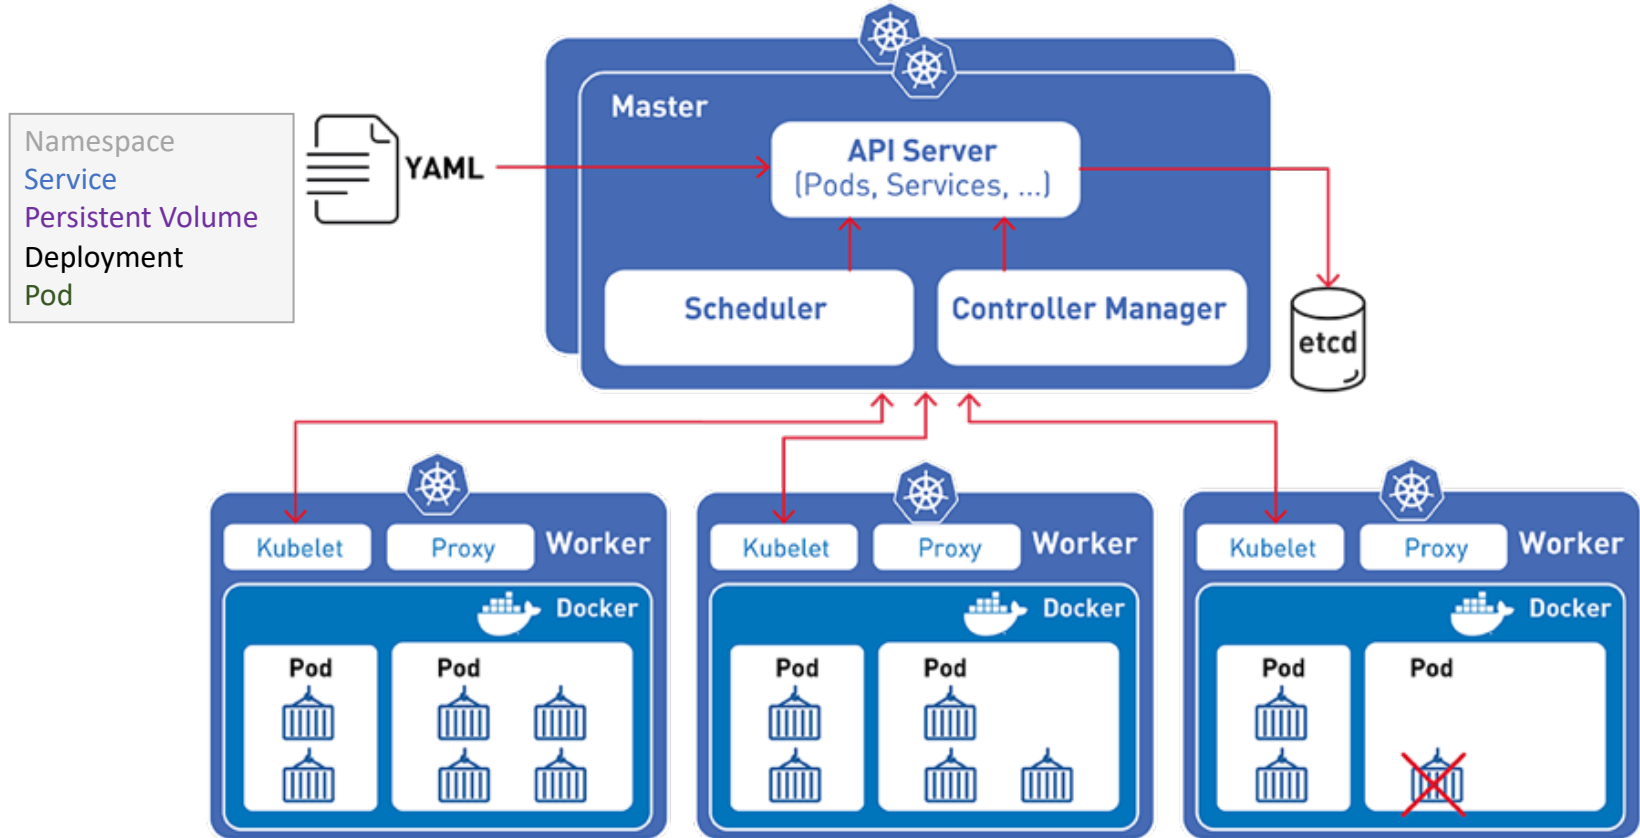 Namespace
Service
Persistent Volume
Deployment
Pod
YAML
Master
API Server
(Pods, Services, ...)
Scheduler
Controller Manager
etcd
Kubelet
Proxy
Worker
Docker
Pod
Pod
Kubelet
Proxy
Worker
Docker
Pod
Pod
Kubelet
Proxy
Worker
Docker
Pod
Pod